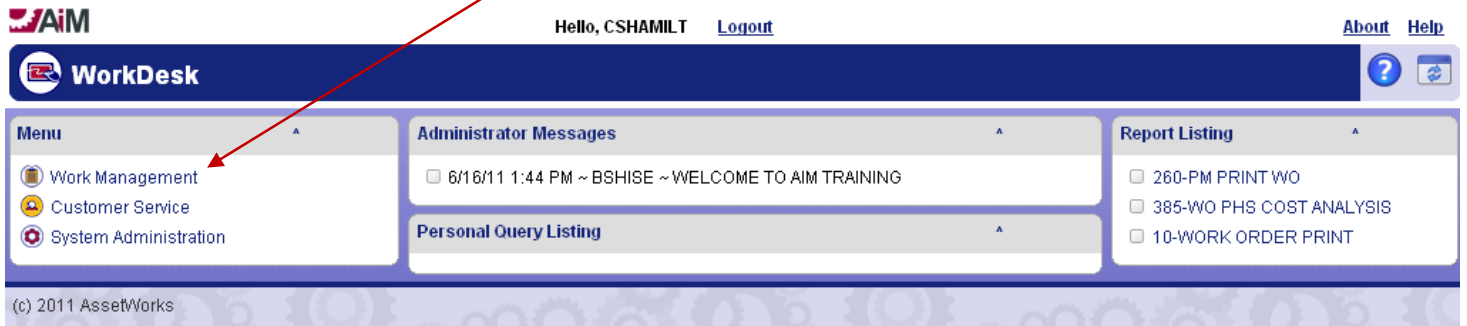 AiM
Hello, CSHAMILT Logout
About Help
WorkDesk
?
Menu ^
Work Management
Customer Service
System Administration
Administrator Messages ^
6/16/11 1:44 PM ~ BSHISE ~ WELCOME TO AIM TRAINING
Personal Query Listing ^
Report Listing ^
260-PM PRINT WO
385-WO PHS COST ANALYSIS
10-WORK ORDER PRINT
(c) 2011 AssetWorks